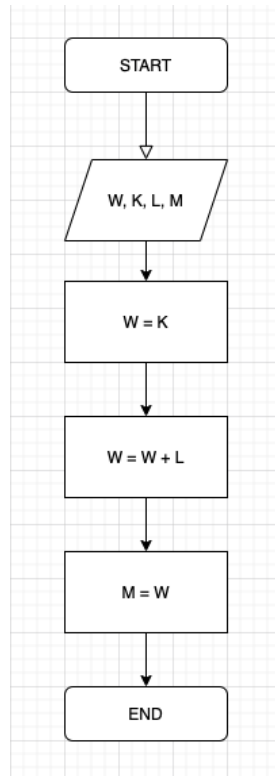 START
W, K, L, M
W = K
W = W + L
M = W
END